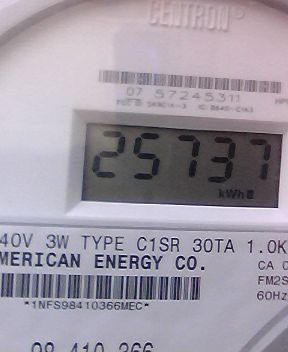 CENTRON®
07 57245311
25737
kWh
40V 3W TYPE C1SR 30TA 1.0K
MERICAN ENERGY CO.
CA 0
FM2S
60Hz
*1NFS98410366MEC*
98 410 366